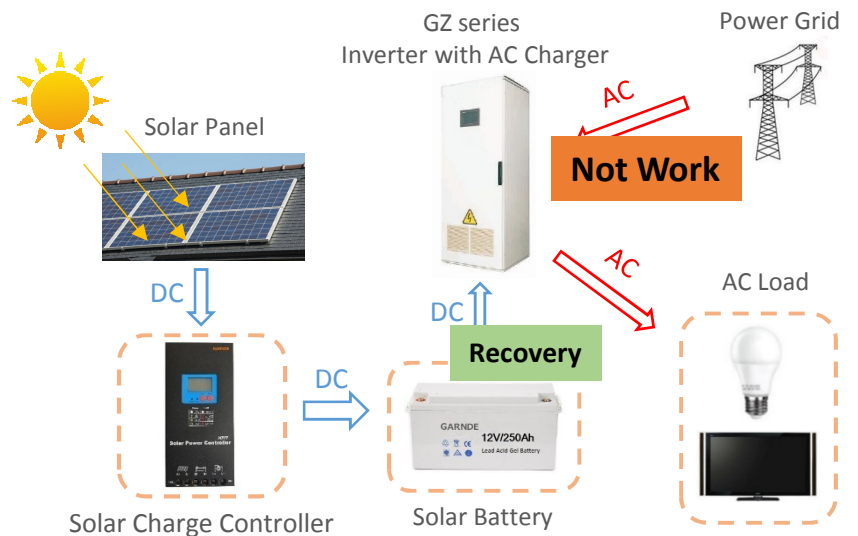 GZ series
Inverter with AC Charger
Power Grid
AC
Solar Panel
Not Work
DC
AC
DC
AC Load
Recovery
DC
MPPT
Solar Power Controller
GARNDE
12V/250Ah
Lead Acid Gel Battery
Solar Charge Controller
Solar Battery